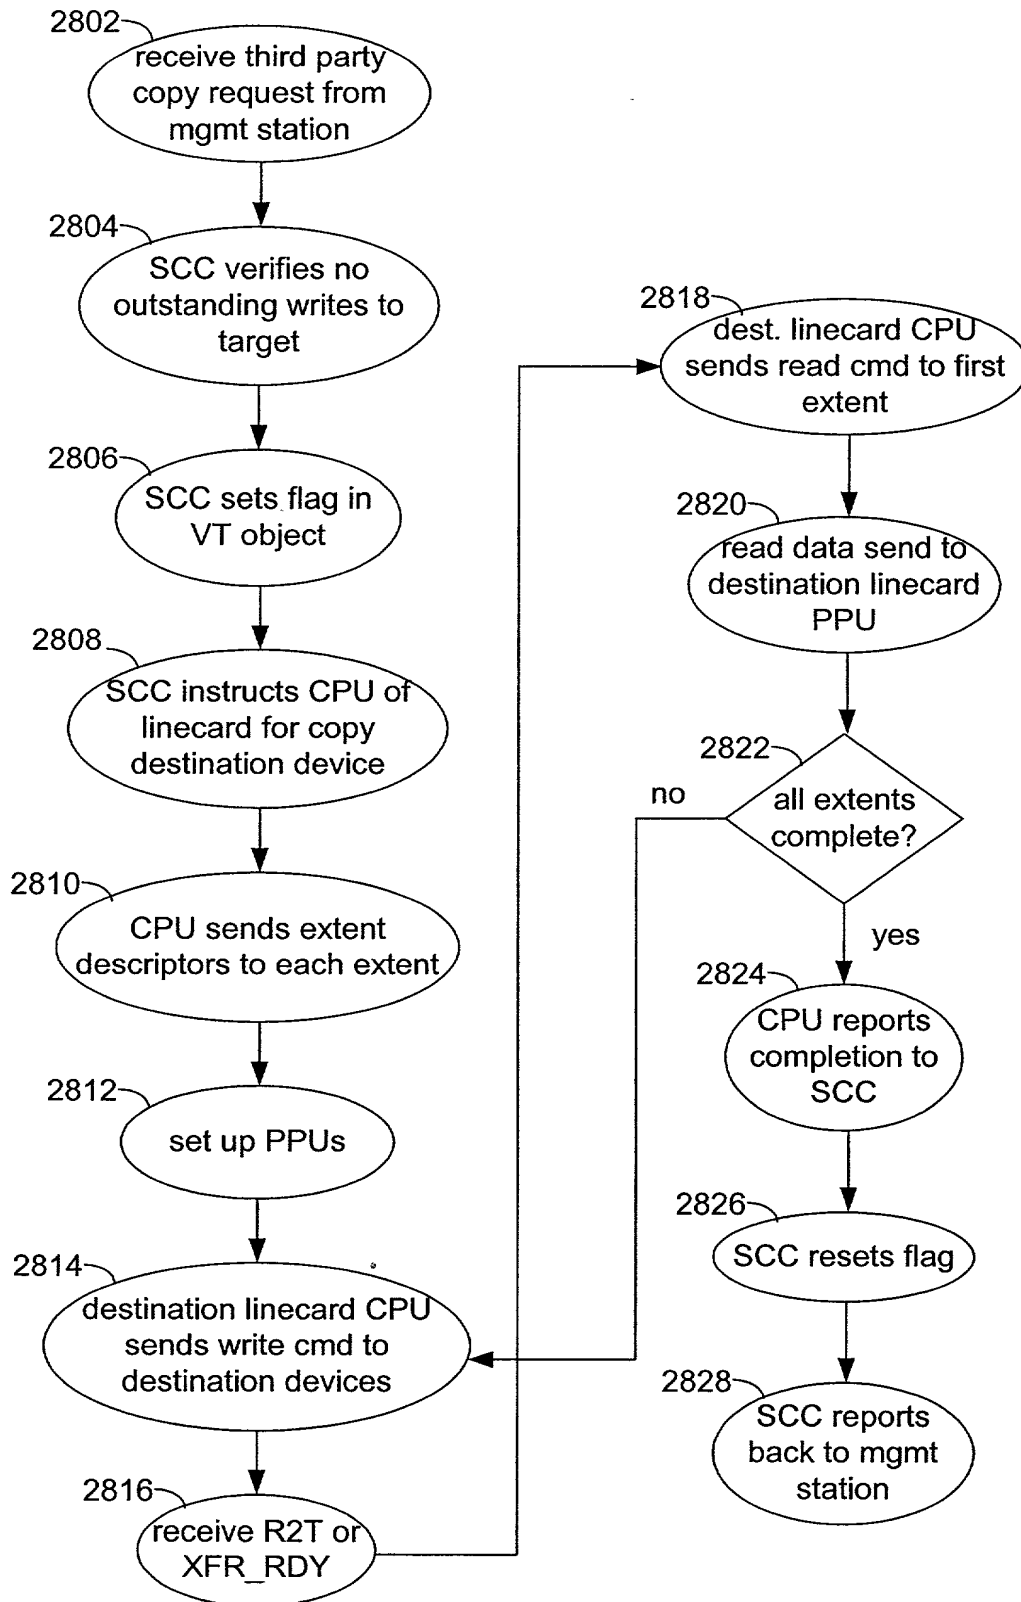 2802
receive third party
copy request from
mgmt station
2804
SCC verifies no
outstanding writes to
target
2806
SCC sets flag in
VT object
2808
SCC instructs CPU of
linecard for copy
destination device
2810
CPU sends extent
descriptors to each extent
2812
set up PPUs
2814
destination linecard CPU
sends write cmd to
destination devices
2816
receive R2T or
XFR_RDY
2818
dest. linecard CPU
sends read cmd to first
extent
2820
read data send to
destination linecard
PPU
2822
all extents
complete?
no
yes
2824
CPU reports
completion to
SCC
2826
SCC resets flag
2828
SCC reports
back to mgmt
station